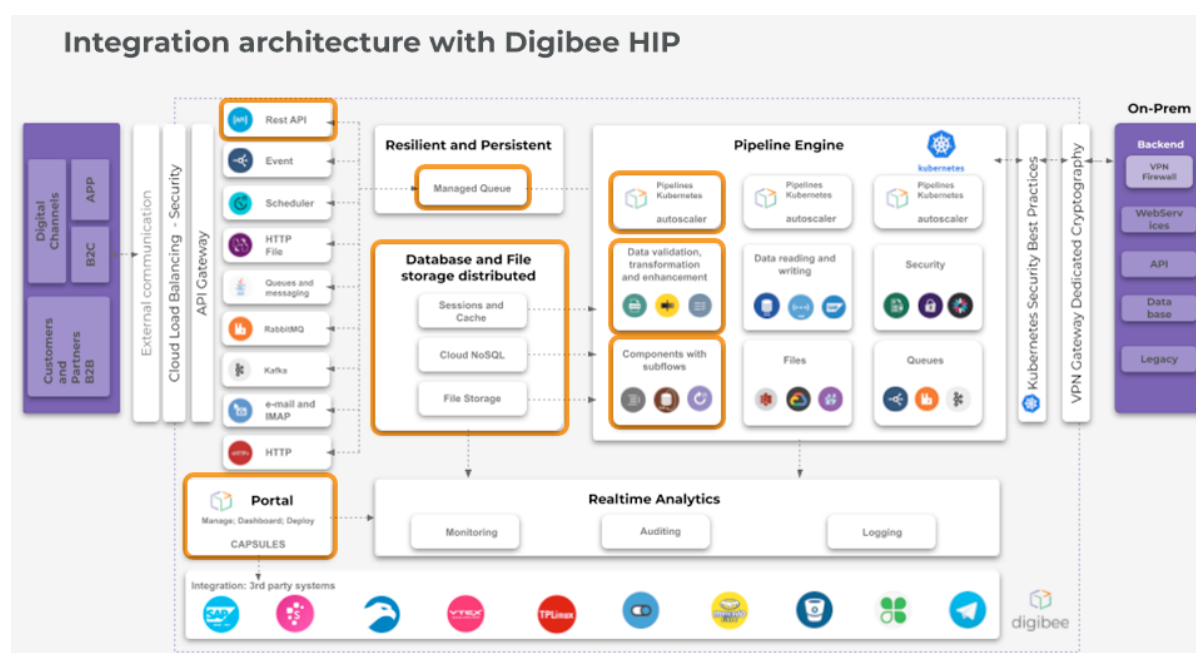 Integration architecture with Digibee HIP
Digital
Channels
APP
B2C
Customers
and
Partners
B2B
External communication
Cloud Load Balancing - Security
API Gateway
Rest API
Event
Scheduler
HTTP
File
Queues and
messaging
RabbitMQ
Kafka
e-mail and
IMAP
HTTP
Resilient and Persistent
Managed Queue
Database and File
storage distributed
Sessions and
Cache
Cloud NoSQL
File Storage
Pipeline Engine
kubernetes
Pipelines
Kubernetes
autoscaler
Pipelines
Kubernetes
autoscaler
Pipelines
Kubernetes
autoscaler
Data validation,
transformation
and enhancement
Data reading and
writing
Security
Components with
subflows
Files
Queues
Kubernetes Security Best Practices
VPN Gateway Dedicated Cryptography
On-Prem
Backend
VPN
Firewall
WebServ
ices
API
Data
base
Legacy
Portal
Manage; Dashboard; Deploy
CAPSULES
Realtime Analytics
Monitoring
Auditing
Logging
Integration: 3rd party systems
SAP
VTEX
TPLinux
digibee